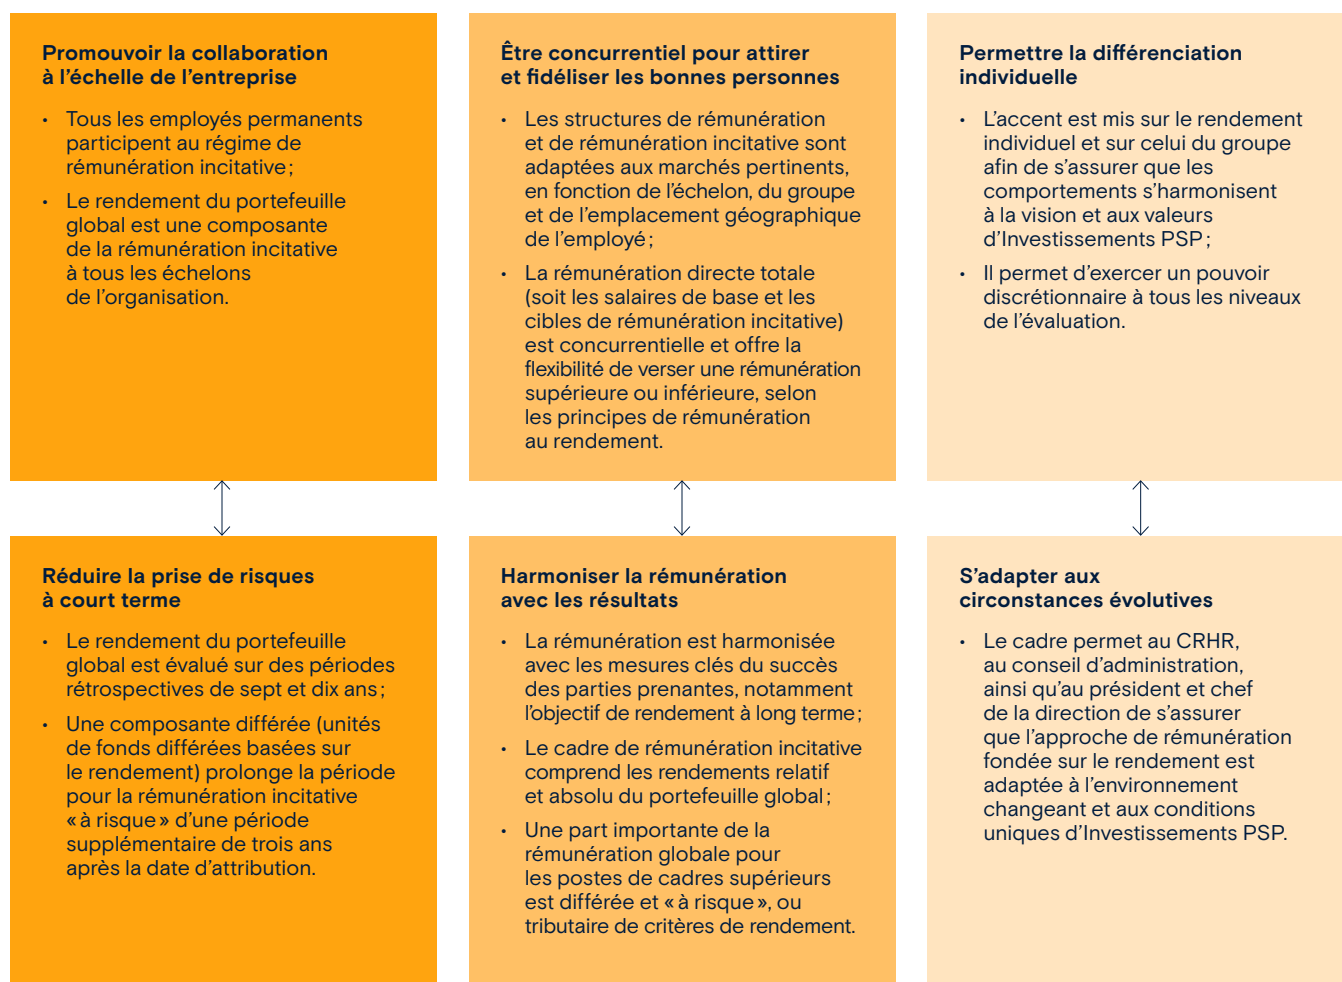 Promouvoir la collaboration
à l’échelle de l’entreprise
• Tous les employés permanents
participent au régime de
rémunération incitative ;
• Le rendement du portefeuille
global est une composante
de la rémunération incitative
à tous les échelons
de l’organisation.
Être concurrentiel pour attirer
et fidéliser les bonnes personnes
• Les structures de rémunération
et de rémunération incitative sont
adaptées aux marchés pertinents,
en fonction de l’échelon, du groupe
et de l’emplacement géographique
de l’employé ;
• La rémunération directe totale
(soit les salaires de base et les
cibles de rémunération incitative)
est concurrentielle et offre la
flexibilité de verser une rémunération
supérieure ou inférieure, selon
les principes de rémunération
au rendement.
Permettre la différenciation
individuelle
• L’accent est mis sur le rendement
individuel et sur celui du groupe
afin de s’assurer que les
comportements s’harmonisent
à la vision et aux valeurs
d’Investissements PSP ;
• Il permet d’exercer un pouvoir
discrétionnaire à tous les niveaux
de l’évaluation.
Réduire la prise de risques
à court terme
• Le rendement du portefeuille
global est évalué sur des périodes
rétrospectives de sept et dix ans ;
• Une composante différée (unités
de fonds différées basées sur
le rendement) prolonge la période
pour la rémunération incitative
« à risque » d’une période
supplémentaire de trois ans
après la date d’attribution.
Harmoniser la rémunération
avec les résultats
• La rémunération est harmonisée
avec les mesures clés du succès
des parties prenantes, notamment
l’objectif de rendement à long terme ;
• Le cadre de rémunération incitative
comprend les rendements relatif
et absolu du portefeuille global ;
• Une part importante de la
rémunération globale pour
les postes de cadres supérieurs
est différée et « à risque », ou
tributaire de critères de rendement.
S’adapter aux
circonstances évolutives
• Le cadre permet au CRHR,
au conseil d’administration,
ainsi qu’au président et chef
de la direction de s’assurer
que l’approche de rémunération
fondée sur le rendement est
adaptée à l’environnement
changeant et aux conditions
uniques d’Investissements PSP.